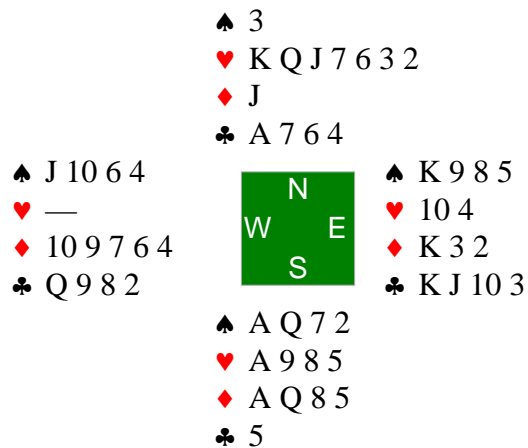 ♠ 3
♥ K Q J 7 6 3 2
♦ J
♣ A 7 6 4
♠ J 10 6 4
♥ —
♦ 10 9 7 6 4
♣ Q 9 8 2
N
W E
S
♠ K 9 8 5
♥ 10 4
♦ K 3 2
♣ K J 10 3
♠ A Q 7 2
♥ A 9 8 5
♦ A Q 8 5
♣ 5